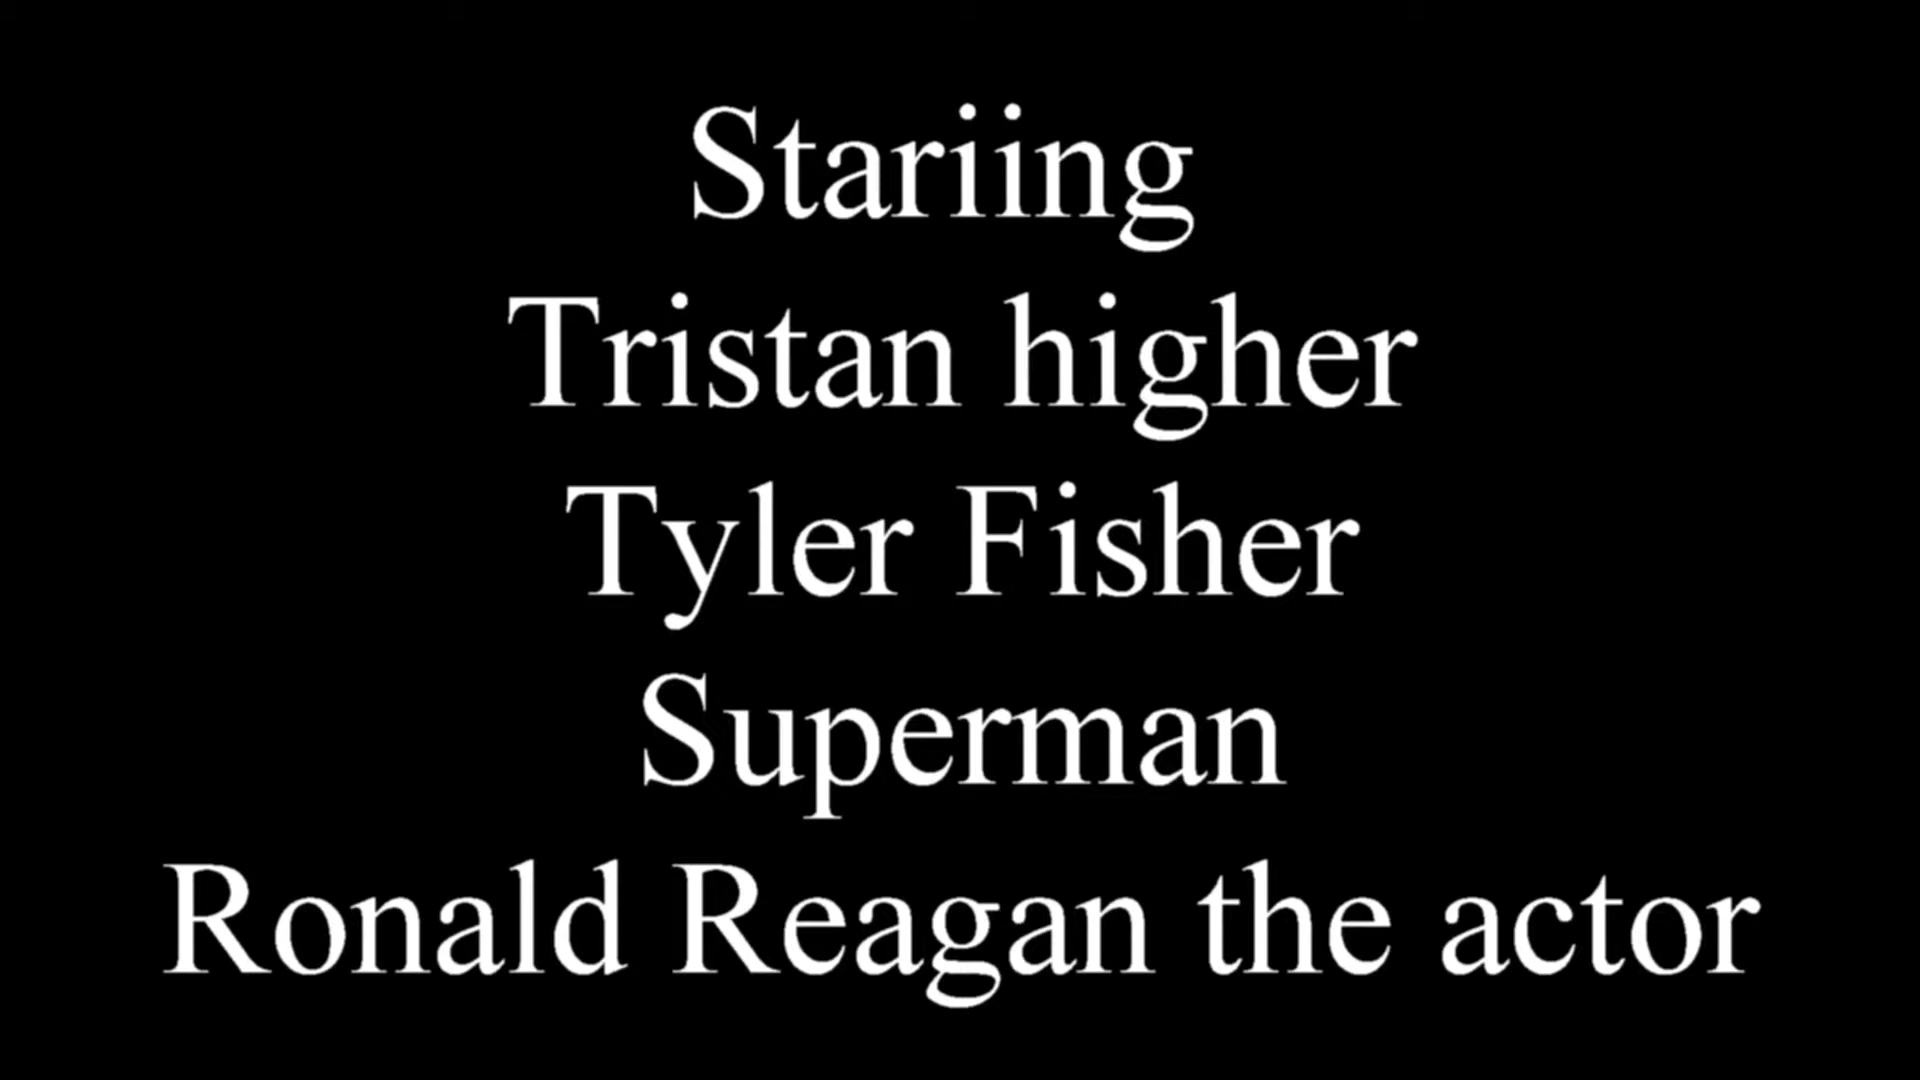 Stariing
Tristan higher
Tyler Fisher
Superman
Ronald Reagan the actor